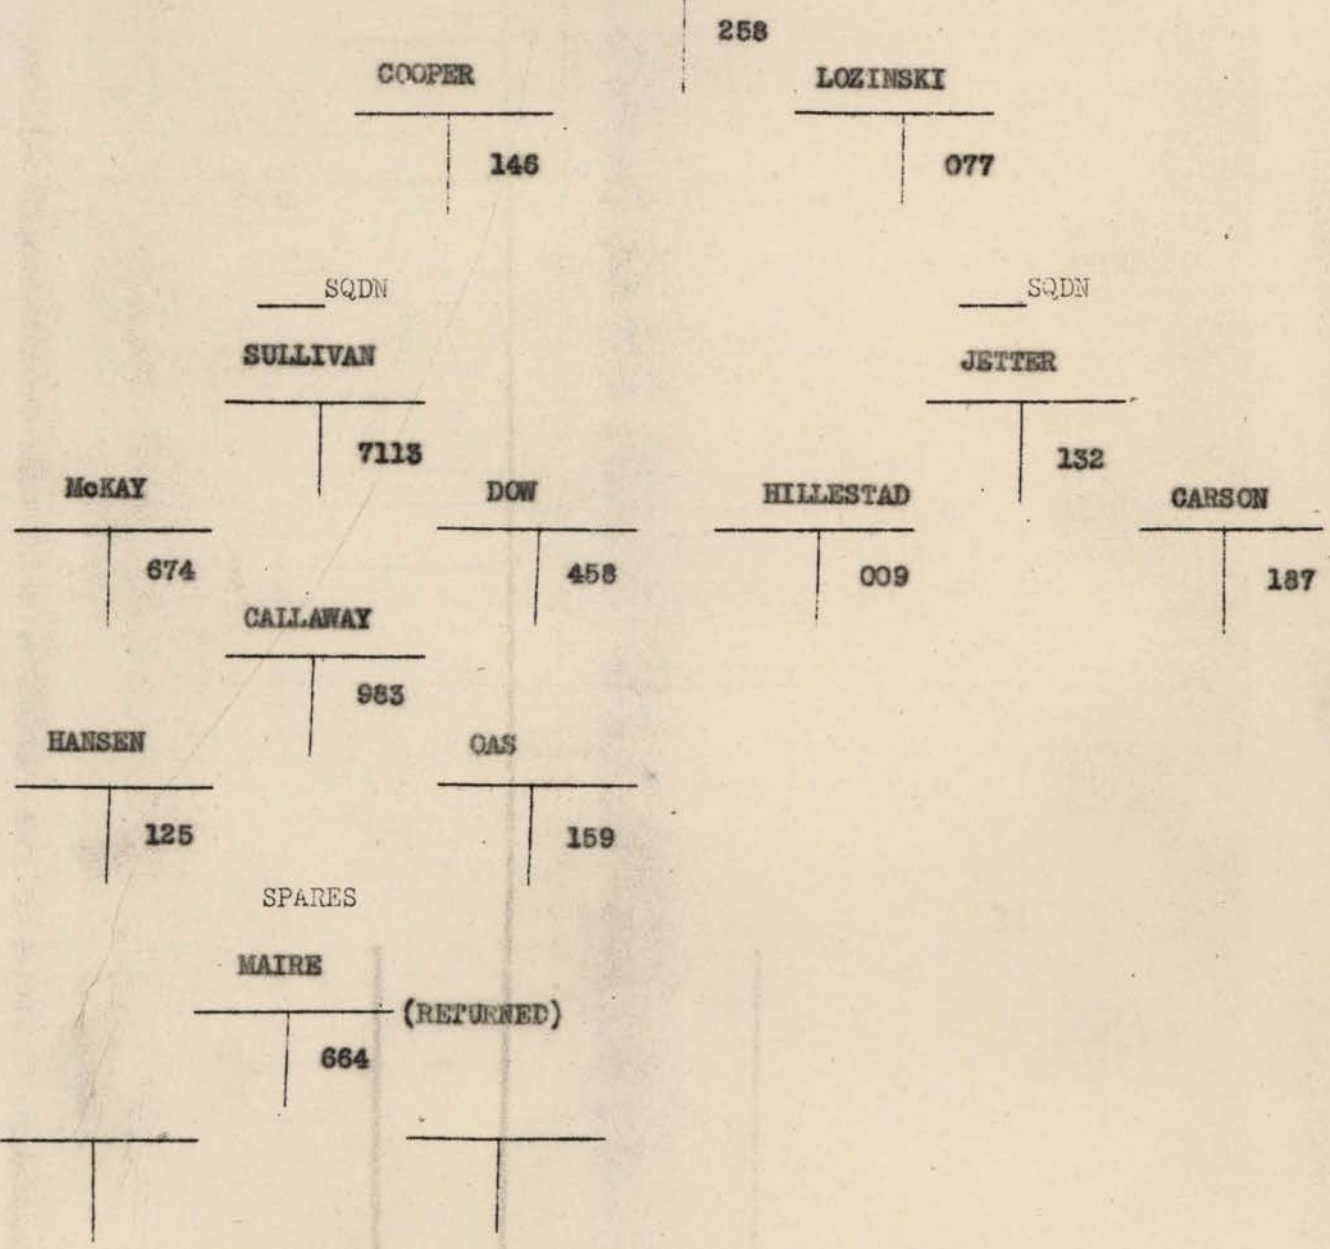 258
COOPER LOZINSKI
146 077
SQDN SQDN
SULLIVAN JETTER
7113 132
McKAY DOW HILLESTAD CARSON
674 458 009 187
CALLAWAY
983
HANSEN OAS
125 159
SPARES
MAIRE
(RETURNED)
664